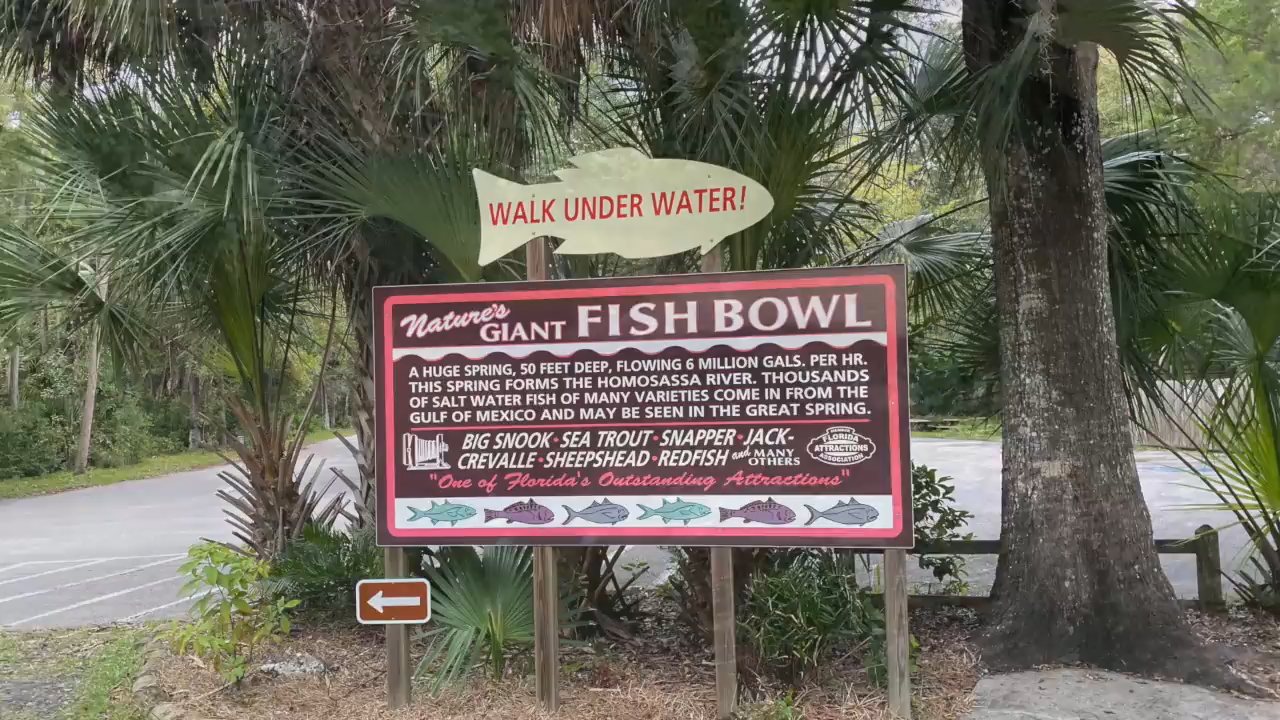 WALK UNDER WATER!
Nature's GIANT FISH BOWL
A HUGE SPRING, 50 FEET DEEP, FLOWING 6 MILLION GALS. PER HR.
THIS SPRING FORMS THE HOMOSASSA RIVER. THOUSANDS
OF SALT WATER FISH OF MANY VARIETIES COME IN FROM THE
GULF OF MEXICO AND MAY BE SEEN IN THE GREAT SPRING.
BIG SNOOK • SEA TROUT • SNAPPER • JACK-
CREVALLE • SHEEPSHEAD • REDFISH and MANY OTHERS
FLORIDA
ATTRACTIONS
ASSOCIATION
"One of Florida's Outstanding Attractions"